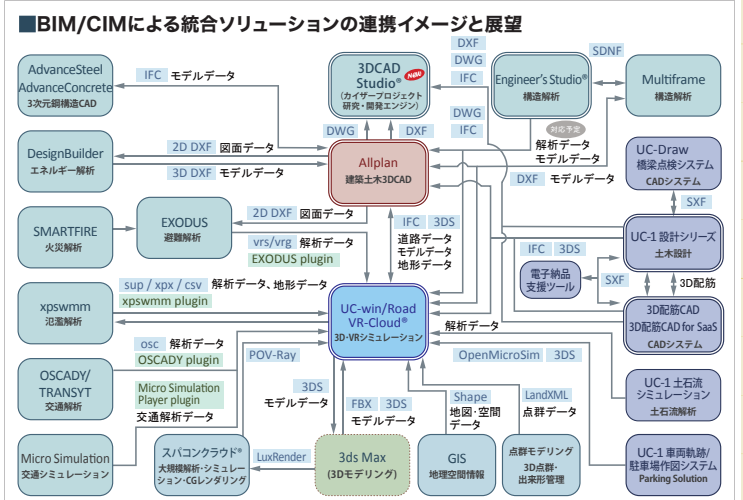 ■BIM/CIMによる統合ソリューションの連携イメージと展望
AdvanceSteel
AdvanceConcrete
3次元鋼構造CAD
IFC モデルデータ
3DCAD
Studio®
New
(カイザープロジェクト
研究・開発エンジン)
DXF
DWG
IFC
Engineer's Studio®
構造解析
SDNF
Multiframe
構造解析
DWG
DXF
DWG
IFC
対応予定
解析データ
モデルデータ
DXF モデルデータ
DesignBuilder
エネルギー解析
2D DXF 図面データ
3D DXF モデルデータ
Allplan
建築土木3DCAD
UC-Draw
橋梁点検システム
CADシステム
SXF
SMARTFIRE
火災解析
EXODUS
避難解析
2D DXF 図面データ
vrs/vrg 解析データ
EXODUS plugin
IFC 3DS
道路データ
モデルデータ
地形データ
UC-1 設計シリーズ
土木設計
IFC 3DS
電子納品
支援ツール
SXF
3D配筋
xpswmm
氾濫解析
sup / xpx / csv 解析データ、地形データ
xpswmm plugin
UC-win/Road
VR-Cloud®
3D・VRシミュレーション
3D配筋CAD
3D配筋CAD for SaaS
CADシステム
解析データ
OSCADY/
TRANSYT
交通解析
osc 解析データ
OSCADY plugin
POV-Ray
OpenMicroSim 3DS
Micro Simulation
Player plugin
交通解析データ
3DS
モデルデータ
FBX 3DS
モデルデータ
Shape
地図・空間
データ
LandXML
点群データ
UC-1 土石流
シミュレーション
土石流解析
Micro Simulation
交通シミュレーション
スパコンクラウド®
大規模解析・シミュレー
ション・CGレンダリング
LuxRender
3ds Max
(3Dモデリング)
GIS
地理空間情報
点群モデリング
3D点群・
出来形管理
UC-1 車両軌跡/
駐車場作図システム
Parking Solution